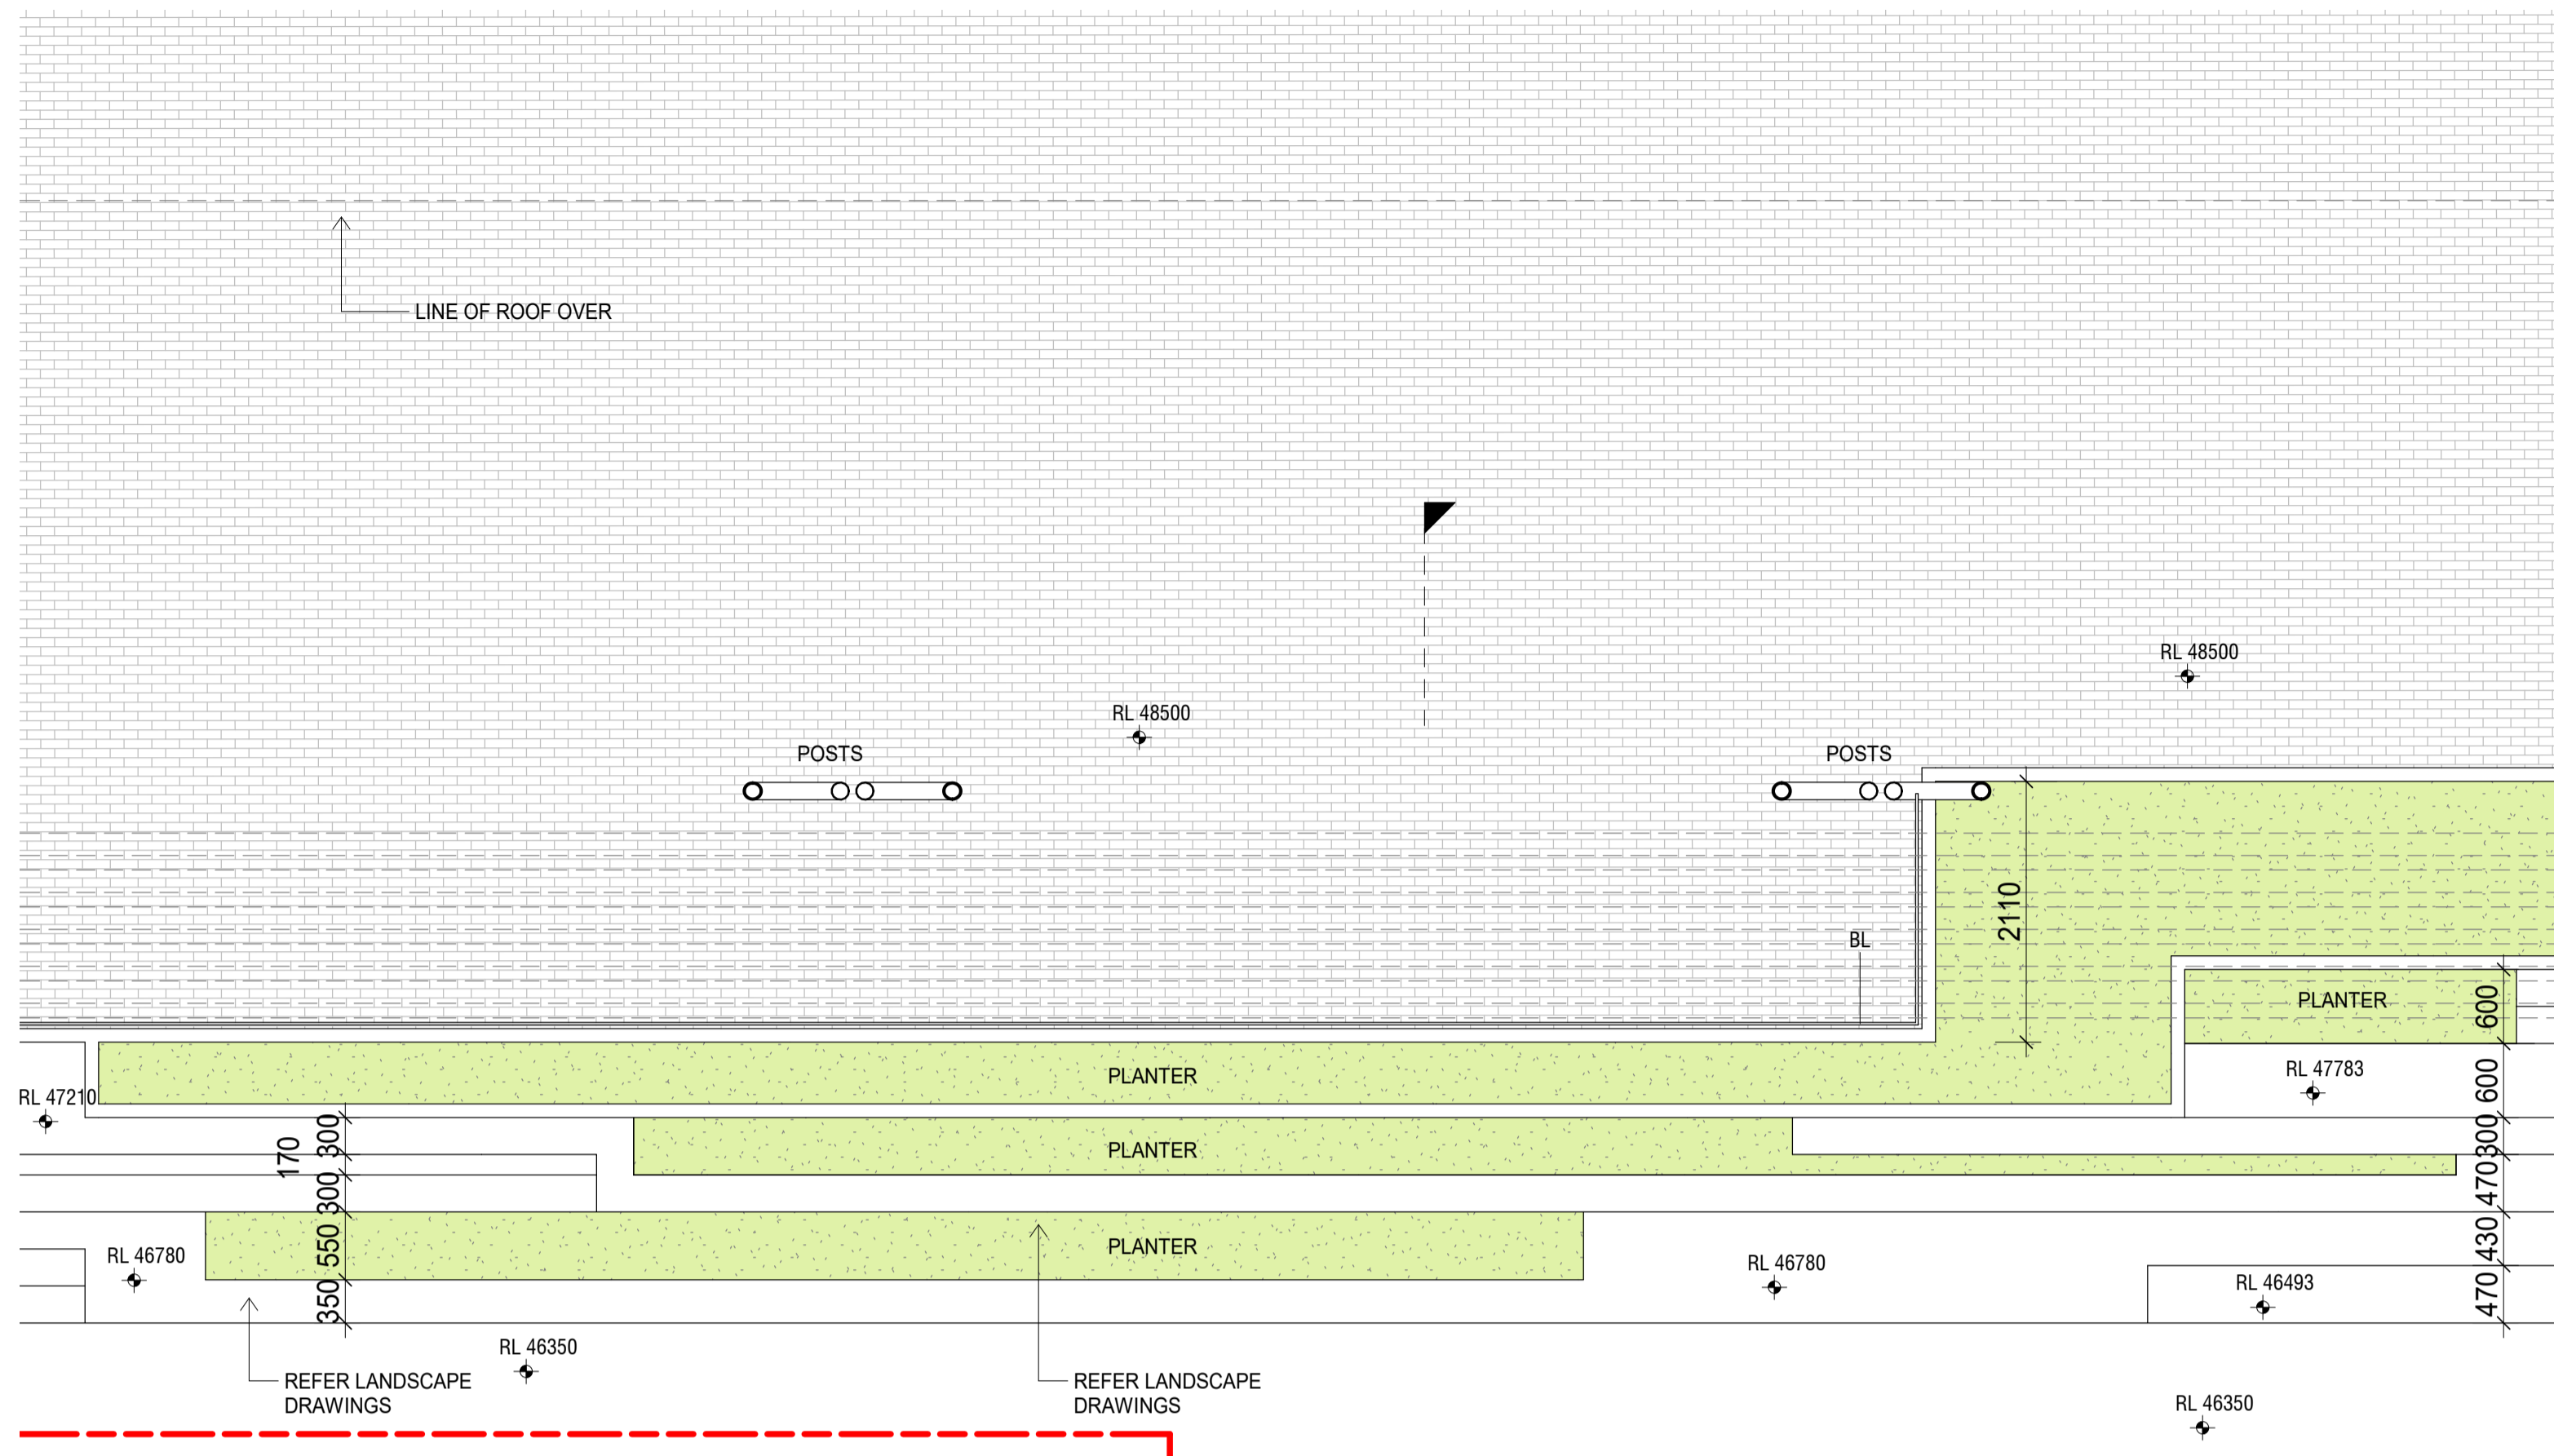 LINE OF ROOF OVER
RL 48500
RL 48500
POSTS
POSTS
2110
BL
PLANTER
600
PLANTER
RL 47783
600
RL 47210
300
170
PLANTER
300
300
470
PLANTER
550
430
RL 46780
RL 46780
RL 46493
350
470
RL 46350
REFER LANDSCAPE
DRAWINGS
REFER LANDSCAPE
DRAWINGS
RL 46350